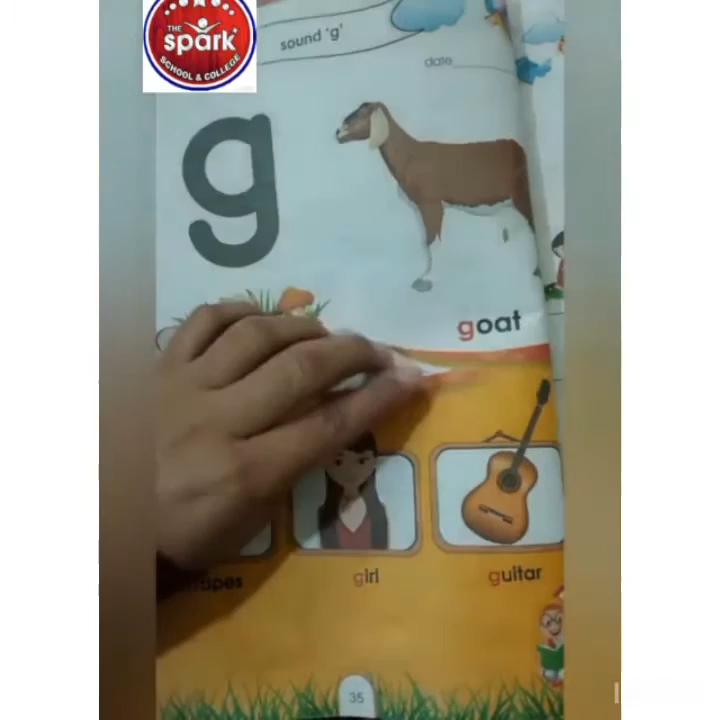 THE
spark
SCHOOL & COLLEGE
sound 'g'
date
g
goat
girl
guitar
35